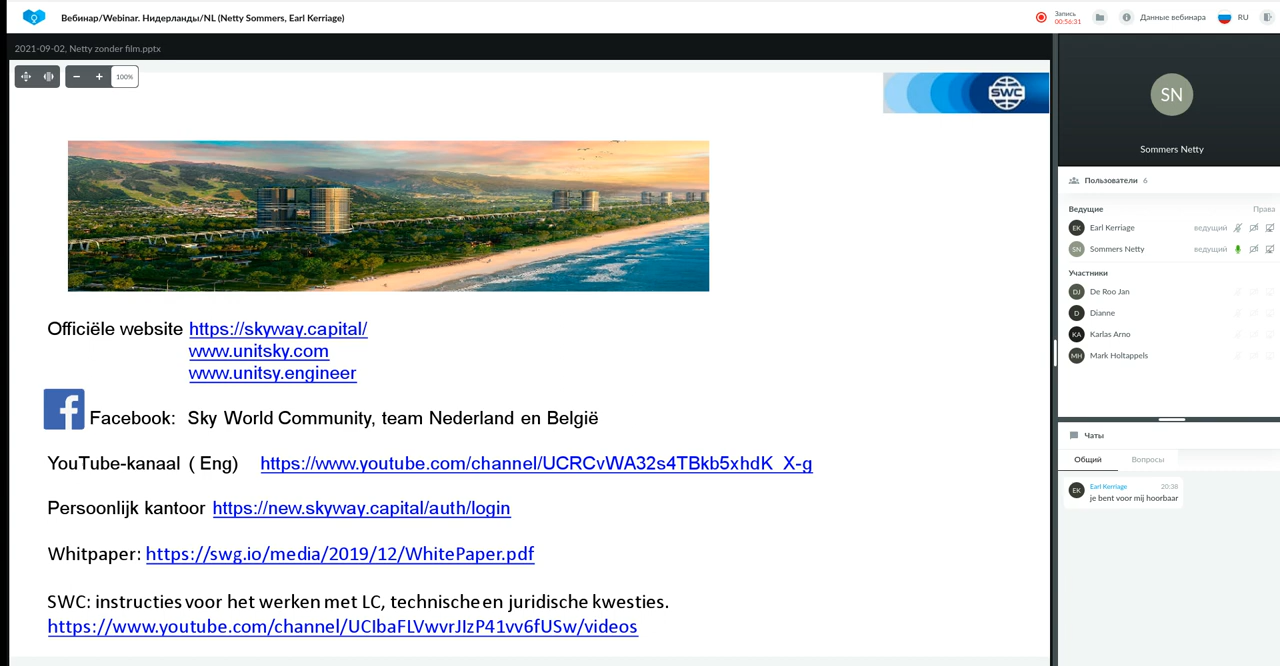 Вебинар/Webinar. Нидерланды/NL (Netty Sommers, Earl Kerriage)
Запись
00:56:31
Данные вебинара
RU
2021-09-02, Netty zonder film.pptx
100%
SWC
SN
Sommers Netty
Officiële website https://skyway.capital/
www.unitsky.com
www.unitsy.engineer
Facebook: Sky World Community, team Nederland en België
YouTube-kanaal ( Eng) https://www.youtube.com/channel/UCRCvWA32s4TBkb5xhdK_X-g
Persoonlijk kantoor https://new.skyway.capital/auth/login
Whitpaper: https://swg.io/media/2019/12/WhitePaper.pdf
SWC: instructies voor het werken met LC, technische en juridische kwesties.
https://www.youtube.com/channel/UCIbaFLVwvrJIzP41vv6fUSw/videos
Пользователи 6
Ведущие Права
EK Earl Kerriage ведущий
SN Sommers Netty ведущий
Участники
DJ De Roo Jan
D Dianne
KA Karlas Arno
MH Mark Holtappels
Чаты
Общий Вопросы
EK Earl Kerriage 20:38
je bent voor mij hoorbaar